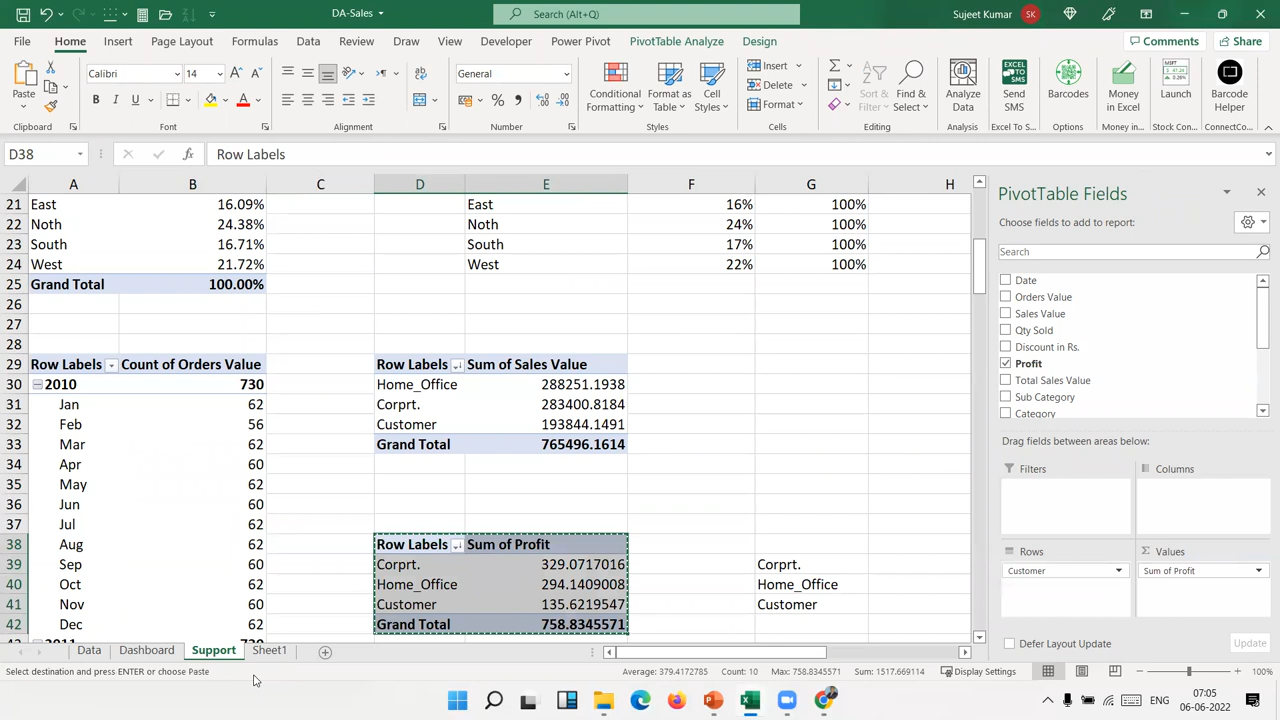 DA-Sales
Search (Alt+Q)
Sujeet Kumar SK
File Home Insert Page Layout Formulas Data Review Draw View Developer Power Pivot PivotTable Analyze Design Comments Share
Calibri 14 General Insert
Paste B I U A Conditional Formatting Format as Table Cell Styles Delete Format Sort & Filter Find & Select Analyze Data Send SMS Barcodes Money in Excel MSFT Launch Barcode Helper
Clipboard Font Alignment Number Styles Cells Editing Analysis Excel To S... Options Money in... Stock Con... ConnectCo...
D38 fx Row Labels
A B C D E F G H
21 East 16.09% East 16% 100%
22 Noth 24.38% Noth 24% 100%
23 South 16.71% South 17% 100%
24 West 21.72% West 22% 100%
25 Grand Total 100.00%
26
27
28
29 Row Labels Count of Orders Value Row Labels Sum of Sales Value
30 2010 730 Home_Office 288251.1938
31 Jan 62 Corprt. 283400.8184
32 Feb 56 Customer 193844.1491
33 Mar 62 Grand Total 765496.1614
34 Apr 60
35 May 62
36 Jun 60
37 Jul 62
38 Aug 62 Row Labels Sum of Profit
39 Sep 60 Corprt. 329.0717016 Corprt.
40 Oct 62 Home_Office 294.1409008 Home_Office
41 Nov 60 Customer 135.6219547 Customer
42 Dec 62 Grand Total 758.8345571
PivotTable Fields
Choose fields to add to report:
Search
Date
Orders Value
Sales Value
Qty Sold
Discount in Rs.
Profit
Total Sales Value
Sub Category
Category
Drag fields between areas below:
Filters Columns
Rows Σ Values
Customer Sum of Profit
Defer Layout Update Update
Data Dashboard Support Sheet1
Select destination and press ENTER or choose Paste Average: 379.4172785 Count: 10 Max: 758.8345571 Sum: 1517.669114 Display Settings 100%
ENG 07:05
06-06-2022